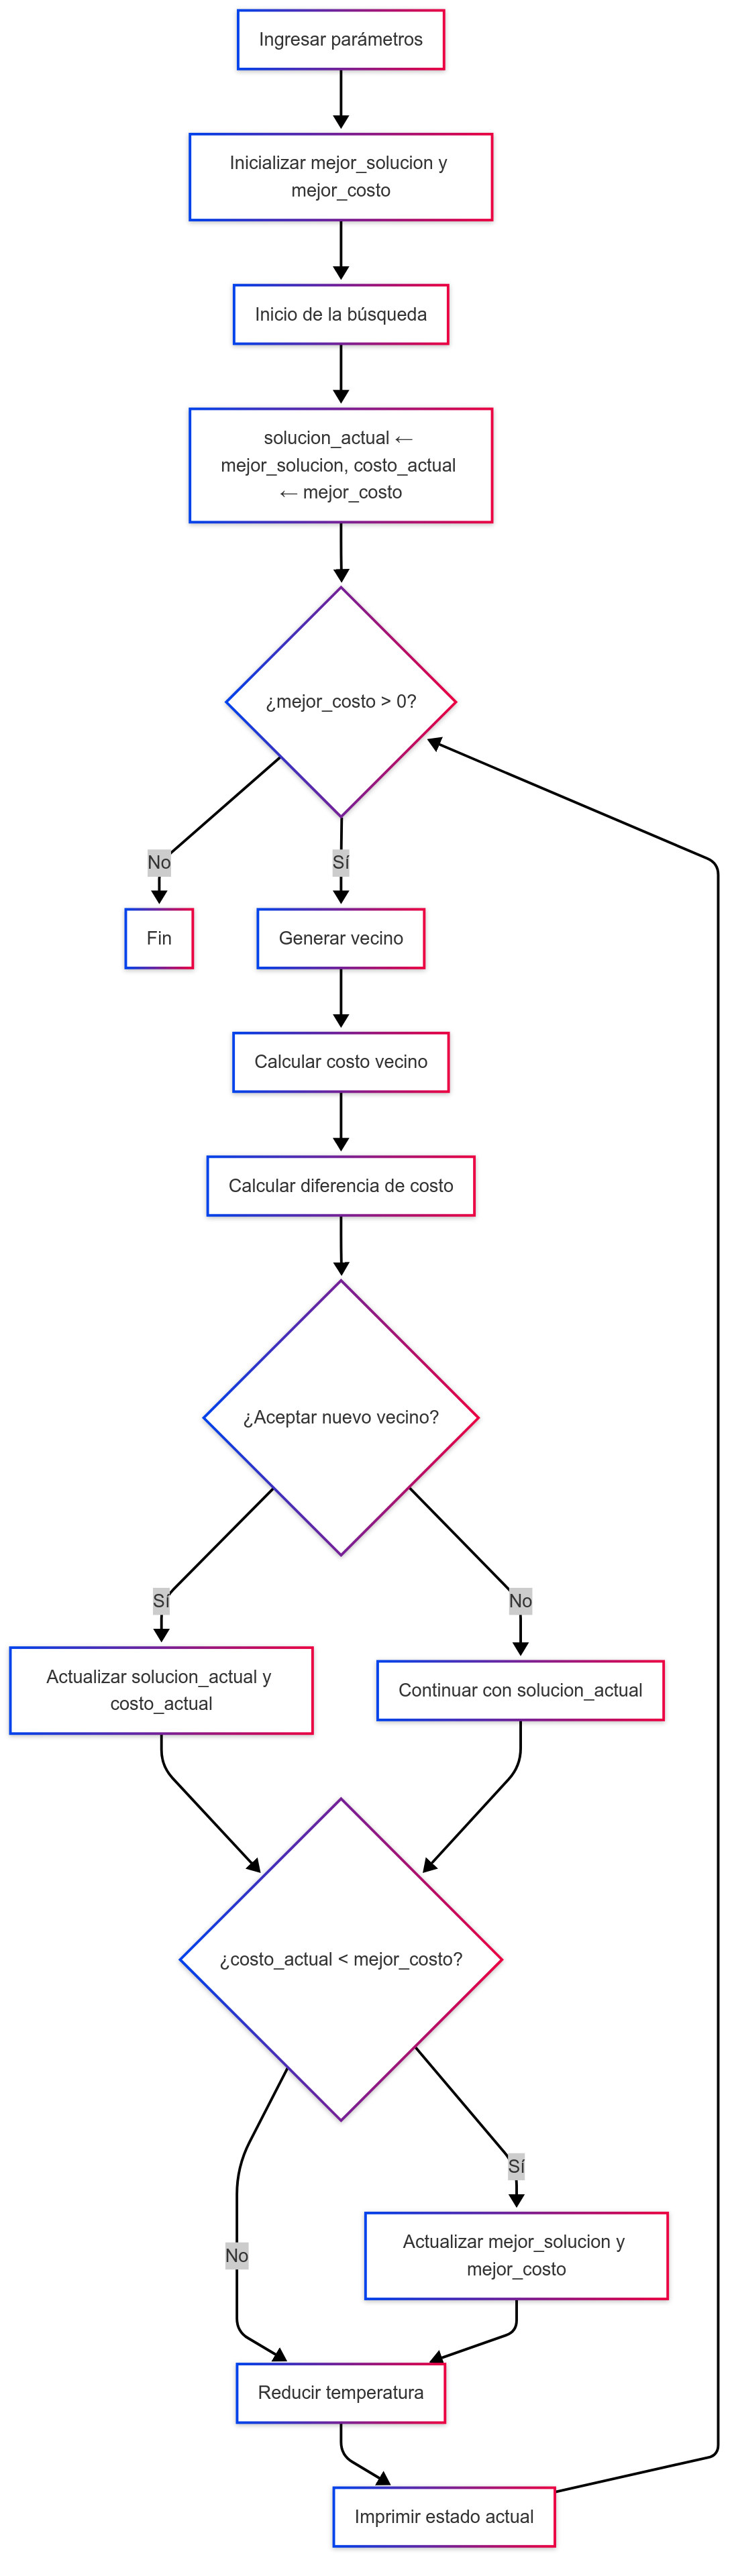 Ingresar parámetros
Inicializar mejor_solucion y
mejor_costo
Inicio de la búsqueda
solucion_actual ←
mejor_solucion, costo_actual
← mejor_costo
¿mejor_costo > 0?
No
Sí
Fin
Generar vecino
Calcular costo vecino
Calcular diferencia de costo
¿Aceptar nuevo vecino?
Sí
No
Actualizar solucion_actual y
costo_actual
Continuar con solucion_actual
¿costo_actual < mejor_costo?
Sí
No
Actualizar mejor_solucion y
mejor_costo
Reducir temperatura
Imprimir estado actual